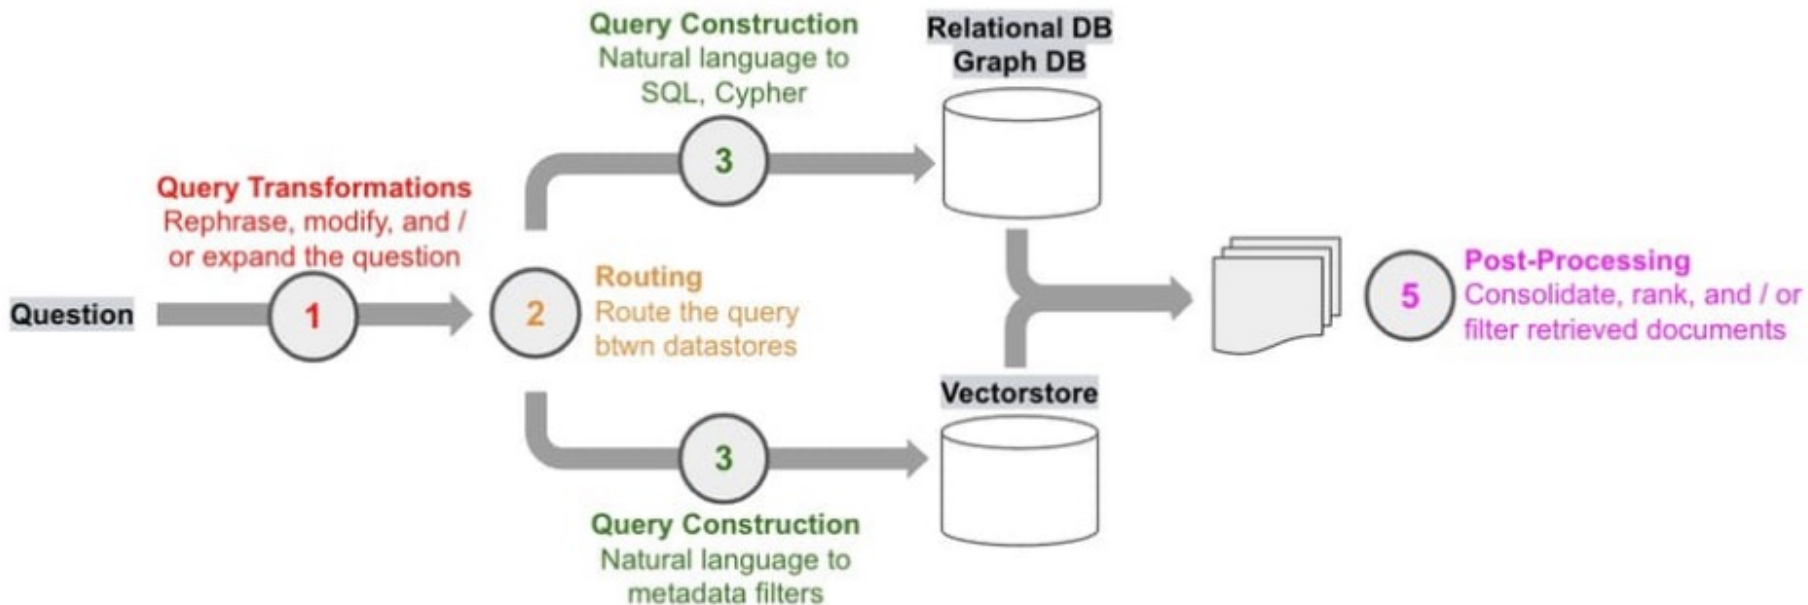 Query Construction
Natural language to
SQL, Cypher
Relational DB
Graph DB
3
Query Transformations
Rephrase, modify, and /
or expand the question
Question
1
2
Routing
Route the query
btwn datastores
5
Post-Processing
Consolidate, rank, and / or
filter retrieved documents
Vectorstore
3
Query Construction
Natural language to
metadata filters